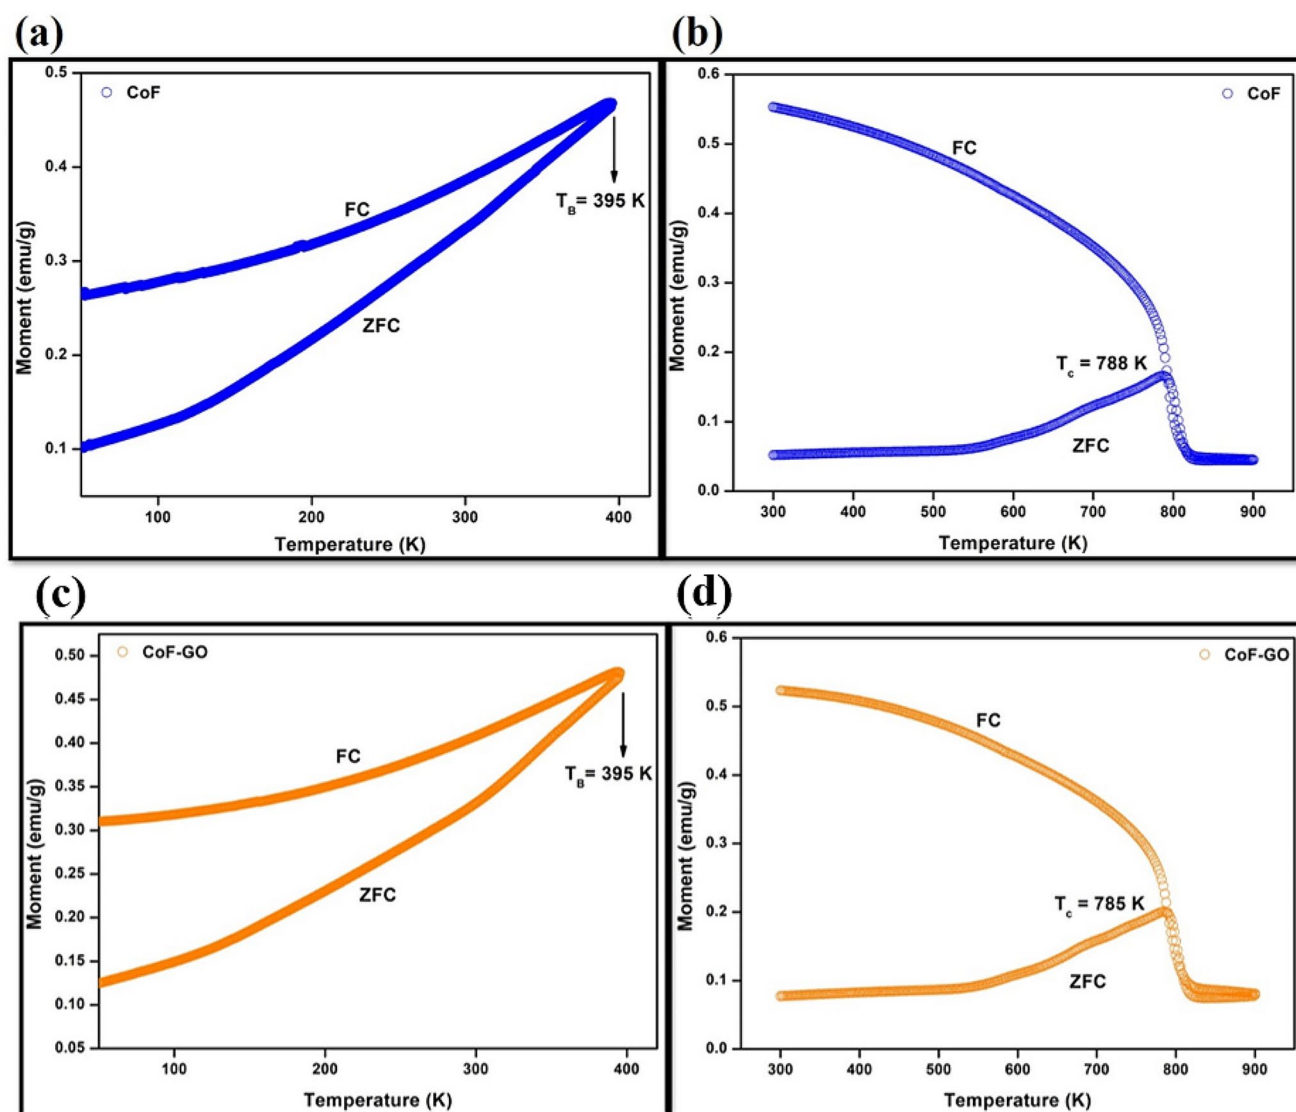 (a)
(b)
0.5
0.4
0.3
0.2
0.1
Moment (emu/g)
CoF
FC
ZFC
T_B = 395 K
100
200
300
400
Temperature (K)
0.6
0.5
0.4
0.3
0.2
0.1
0.0
Moment (emu/g)
CoF
FC
T_c = 788 K
ZFC
300
400
500
600
700
800
900
Temperature (K)
(c)
(d)
0.50
0.45
0.40
0.35
0.30
0.25
0.20
0.15
0.10
0.05
Moment (emu/g)
CoF-GO
FC
ZFC
T_B = 395 K
100
200
300
400
Temperature (K)
0.6
0.5
0.4
0.3
0.2
0.1
0.0
Moment (emu/g)
CoF-GO
FC
T_c = 785 K
ZFC
300
400
500
600
700
800
900
Temperature (K)